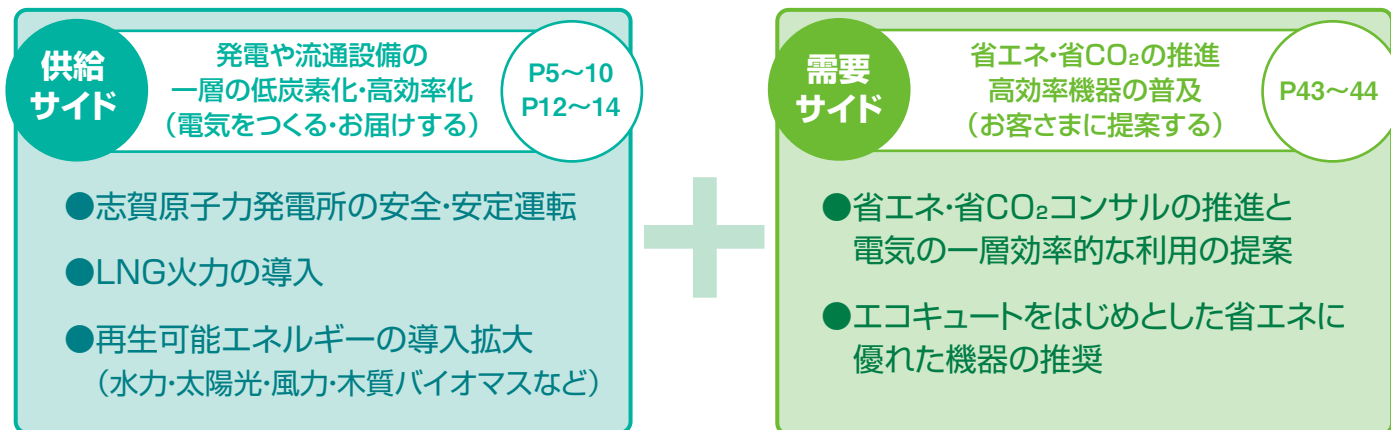 供給
サイド
発電や流通設備の
一層の低炭素化・高効率化
（電気をつくる・お届けする）
P5〜10
P12〜14
●志賀原子力発電所の安全・安定運転
●LNG火力の導入
●再生可能エネルギーの導入拡大
（水力・太陽光・風力・木質バイオマスなど）
+
需要
サイド
省エネ・省CO₂の推進
高効率機器の普及
（お客さまに提案する）
P43〜44
●省エネ・省CO₂コンサルの推進と
電気の一層効率的な利用の提案
●エコキュートをはじめとした省エネに
優れた機器の推奨